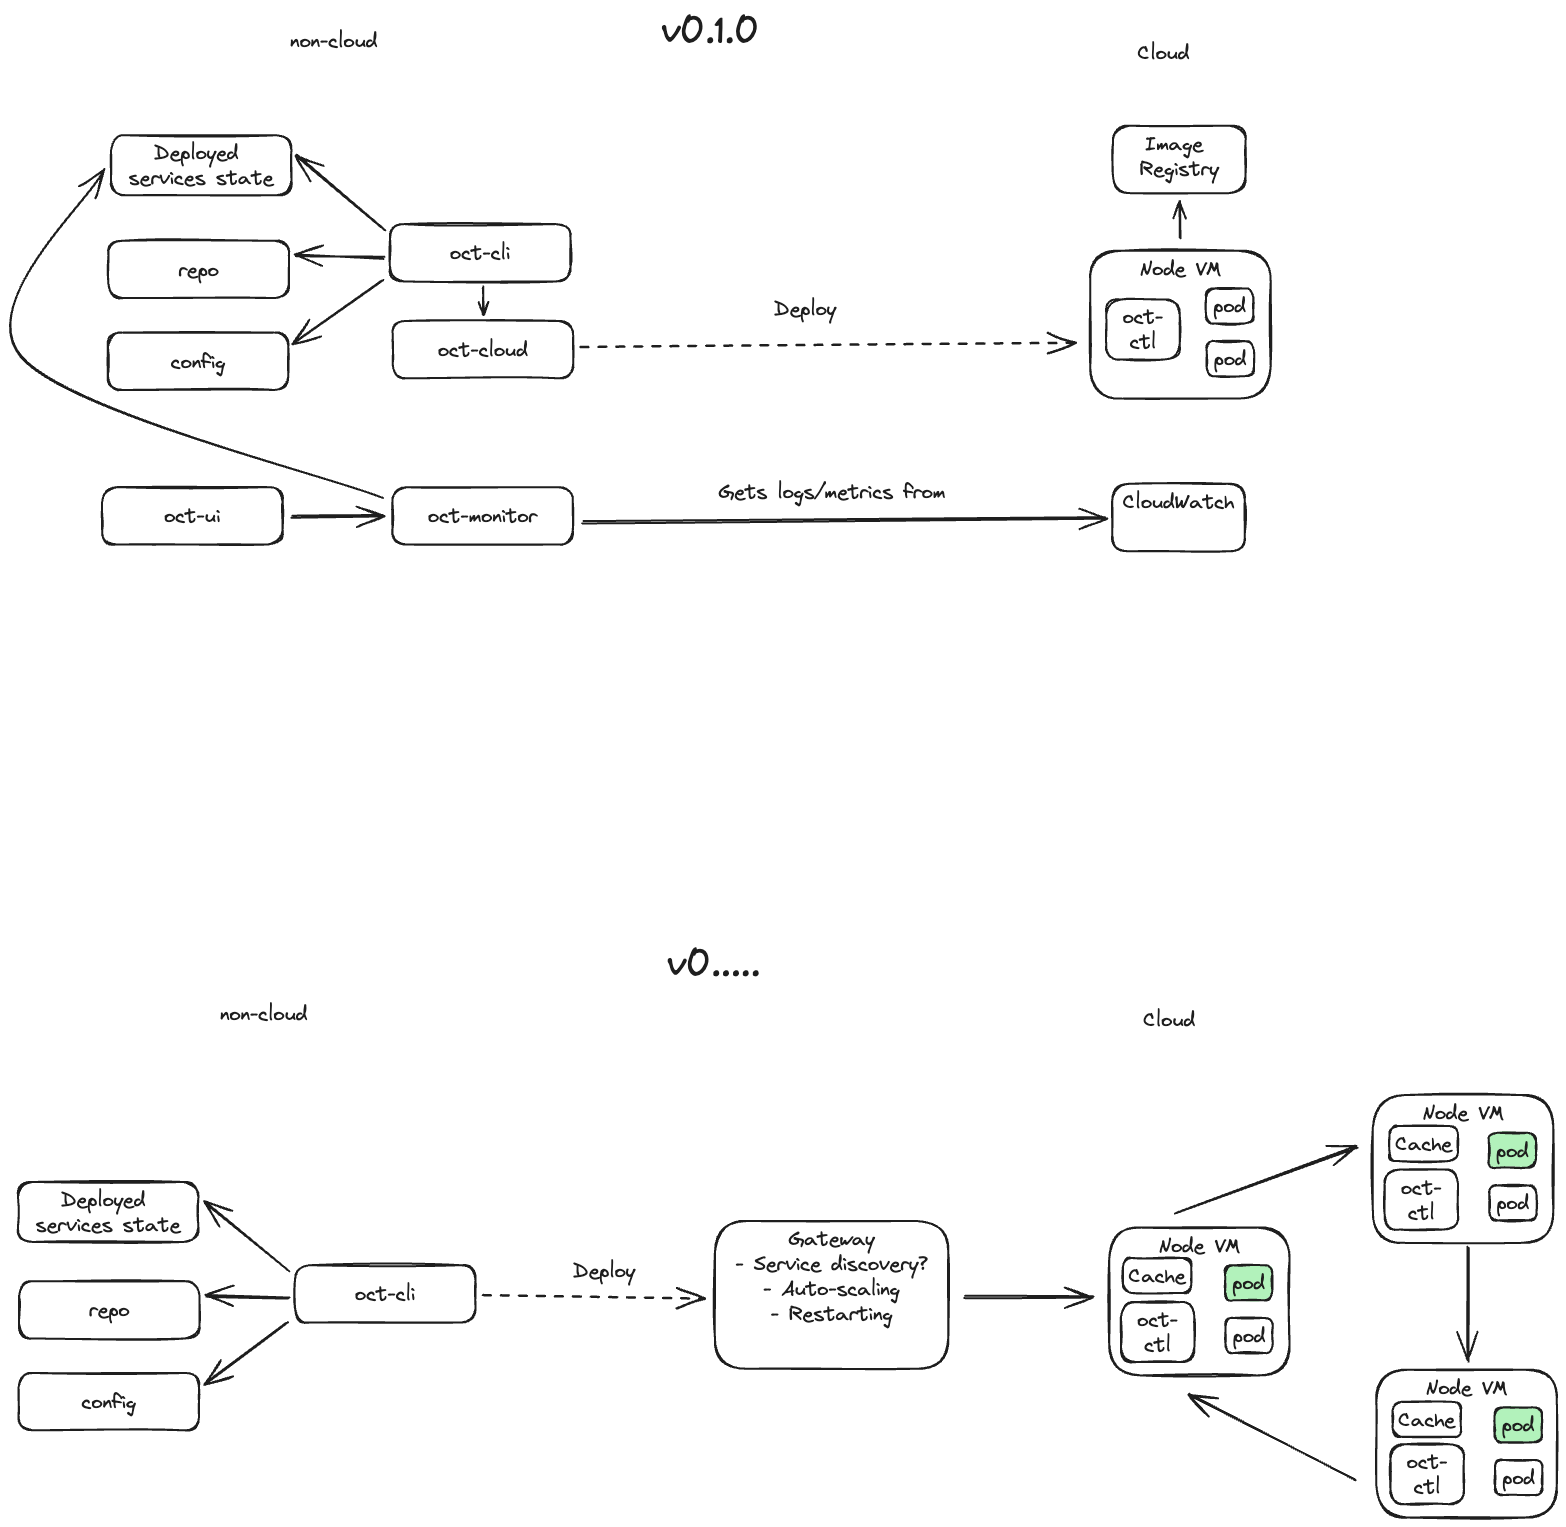 v0.1.0
non-cloud
Cloud
Deployed
services state
repo
config
oct-cli
oct-cloud
Deploy
Image
Registry
Node VM
oct-
ctl
pod
pod
oct-ui
oct-monitor
Gets logs/metrics from
CloudWatch
v0.....
non-cloud
Cloud
Deployed
services state
repo
config
oct-cli
Deploy
Gateway
- Service discovery?
- Auto-scaling
- Restarting
Node VM
Cache
pod
oct-
ctl
pod
Node VM
Cache
pod
oct-
ctl
pod
Node VM
Cache
pod
oct-
ctl
pod